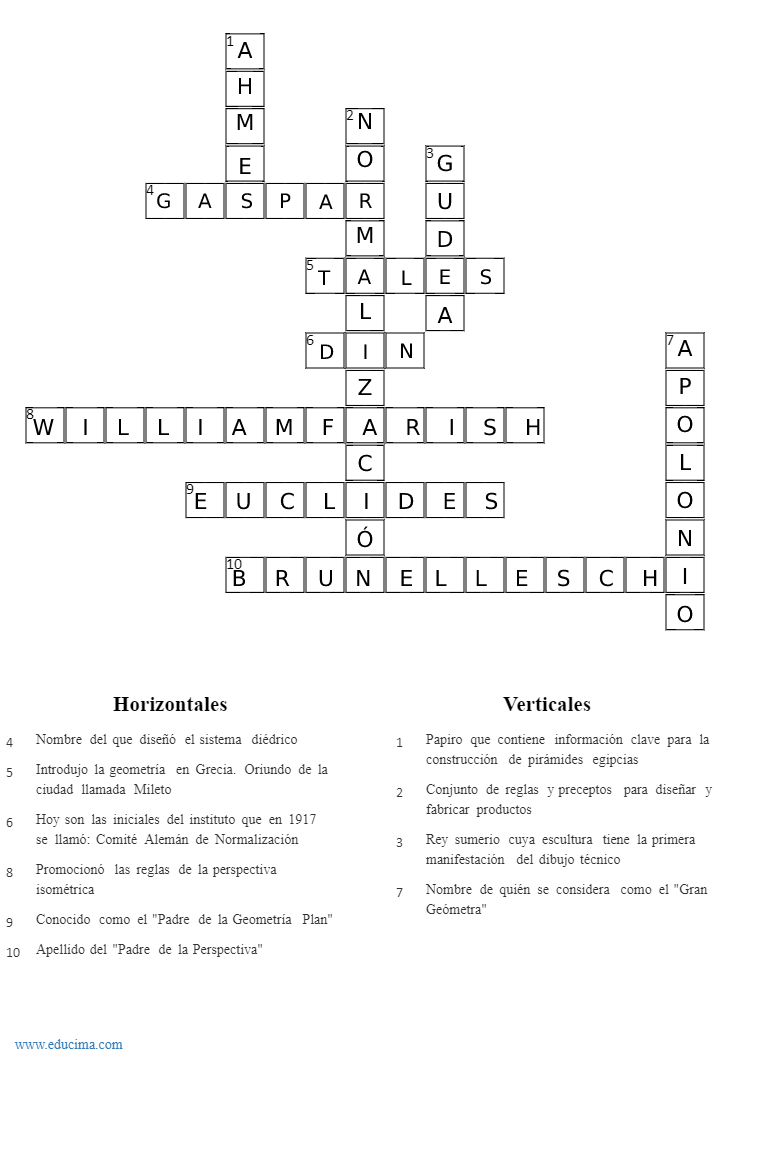 1 A
H
M 2 N
E O 3 G
4 G A S P A R U
M D
5 T A L E S
L A
6 D I N 7 A
Z P
8 W I L L I A M F A R I S H O
C L
9 E U C L I D E S O
Ó N
10 B R U N E L L E S C H I
O
Horizontales
4 Nombre del que diseñó el sistema diédrico
5 Introdujo la geometría en Grecia. Oriundo de la
ciudad llamada Mileto
6 Hoy son las iniciales del instituto que en 1917
se llamó: Comité Alemán de Normalización
8 Promocionó las reglas de la perspectiva
isométrica
9 Conocido como el "Padre de la Geometría Plan"
10 Apellido del "Padre de la Perspectiva"
Verticales
1 Papiro que contiene información clave para la
construcción de pirámides egipcias
2 Conjunto de reglas y preceptos para diseñar y
fabricar productos
3 Rey sumerio cuya escultura tiene la primera
manifestación del dibujo técnico
7 Nombre de quién se considera como el "Gran
Geómetra"
www.educima.com